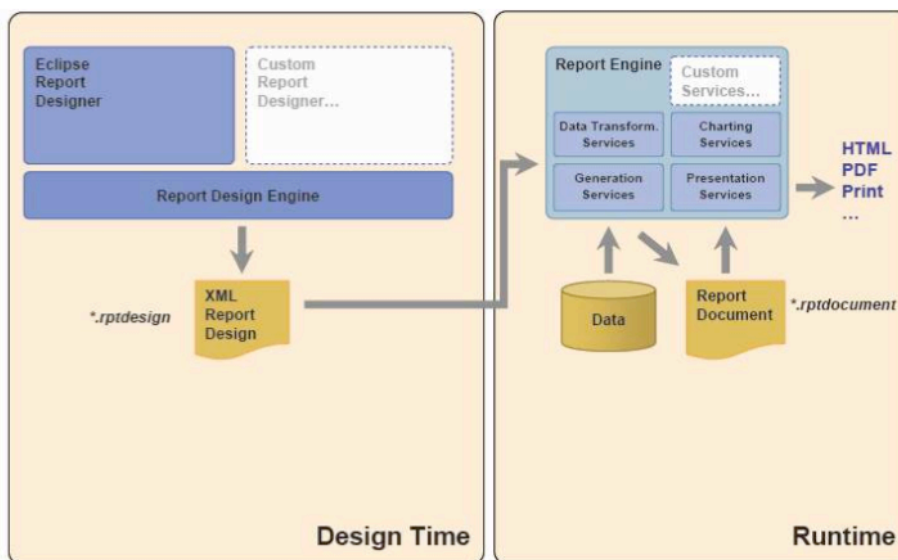 Eclipse
Report
Designer
Custom
Report
Designer...
Report Design Engine
*.rptdesign
XML
Report
Design
Design Time
Report Engine
Custom
Services...
Data Transform.
Services
Charting
Services
Generation
Services
Presentation
Services
HTML
PDF
Print
...
Data
Report
Document
*.rptdocument
Runtime